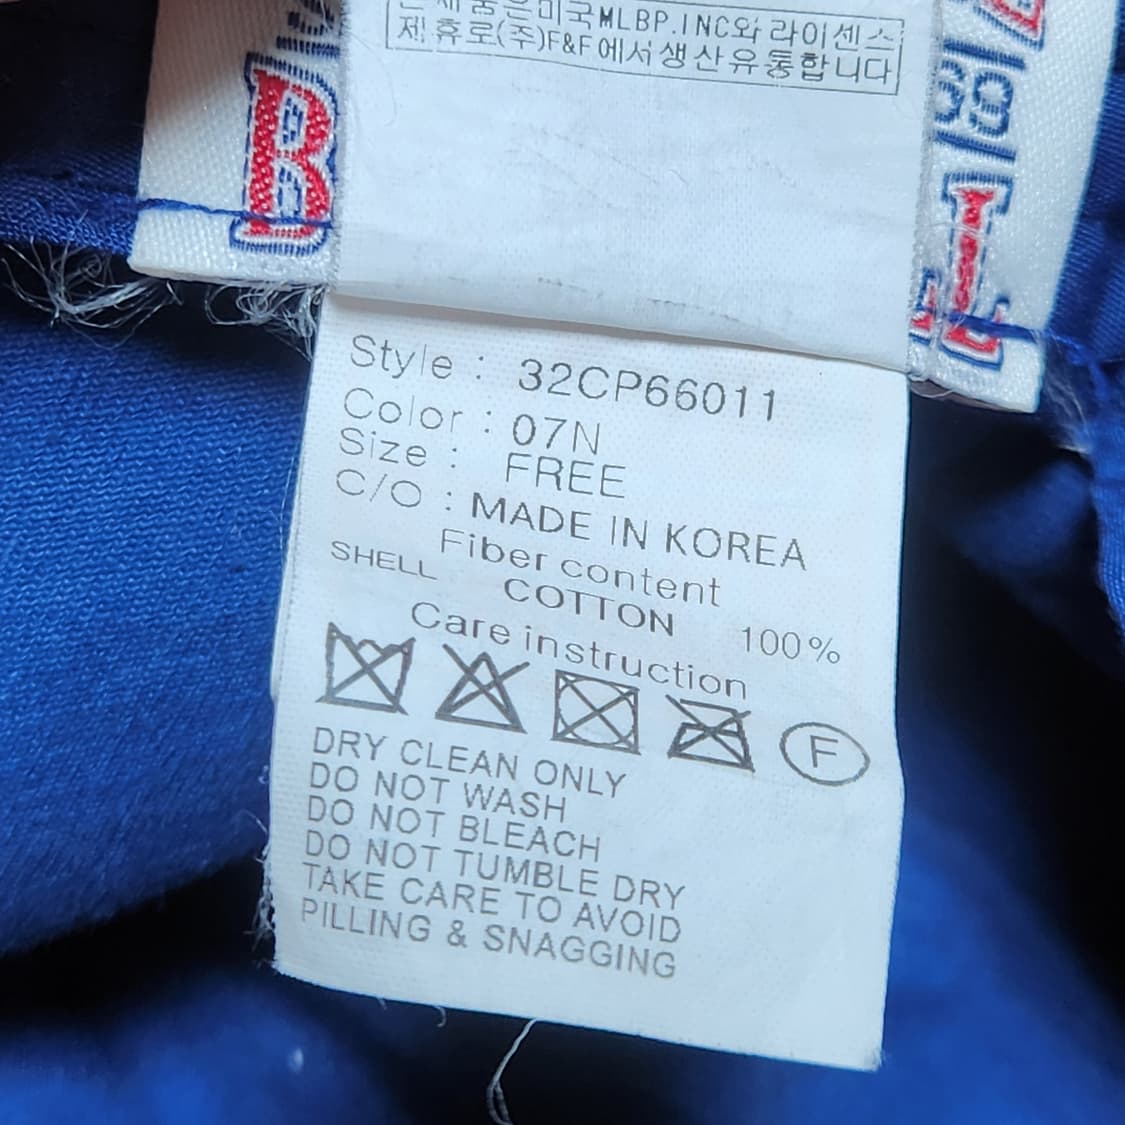 본 제품은 미국 MLBP.INC와 라이센스
제휴로(주)F&F에서 생산유통합니다
B
Style : 32CP66011
Color : 07N
Size : FREE
C/O : MADE IN KOREA
Fiber content
SHELL COTTON 100%
Care instruction
F
DRY CLEAN ONLY
DO NOT WASH
DO NOT BLEACH
DO NOT TUMBLE DRY
TAKE CARE TO AVOID
PILLING & SNAGGING